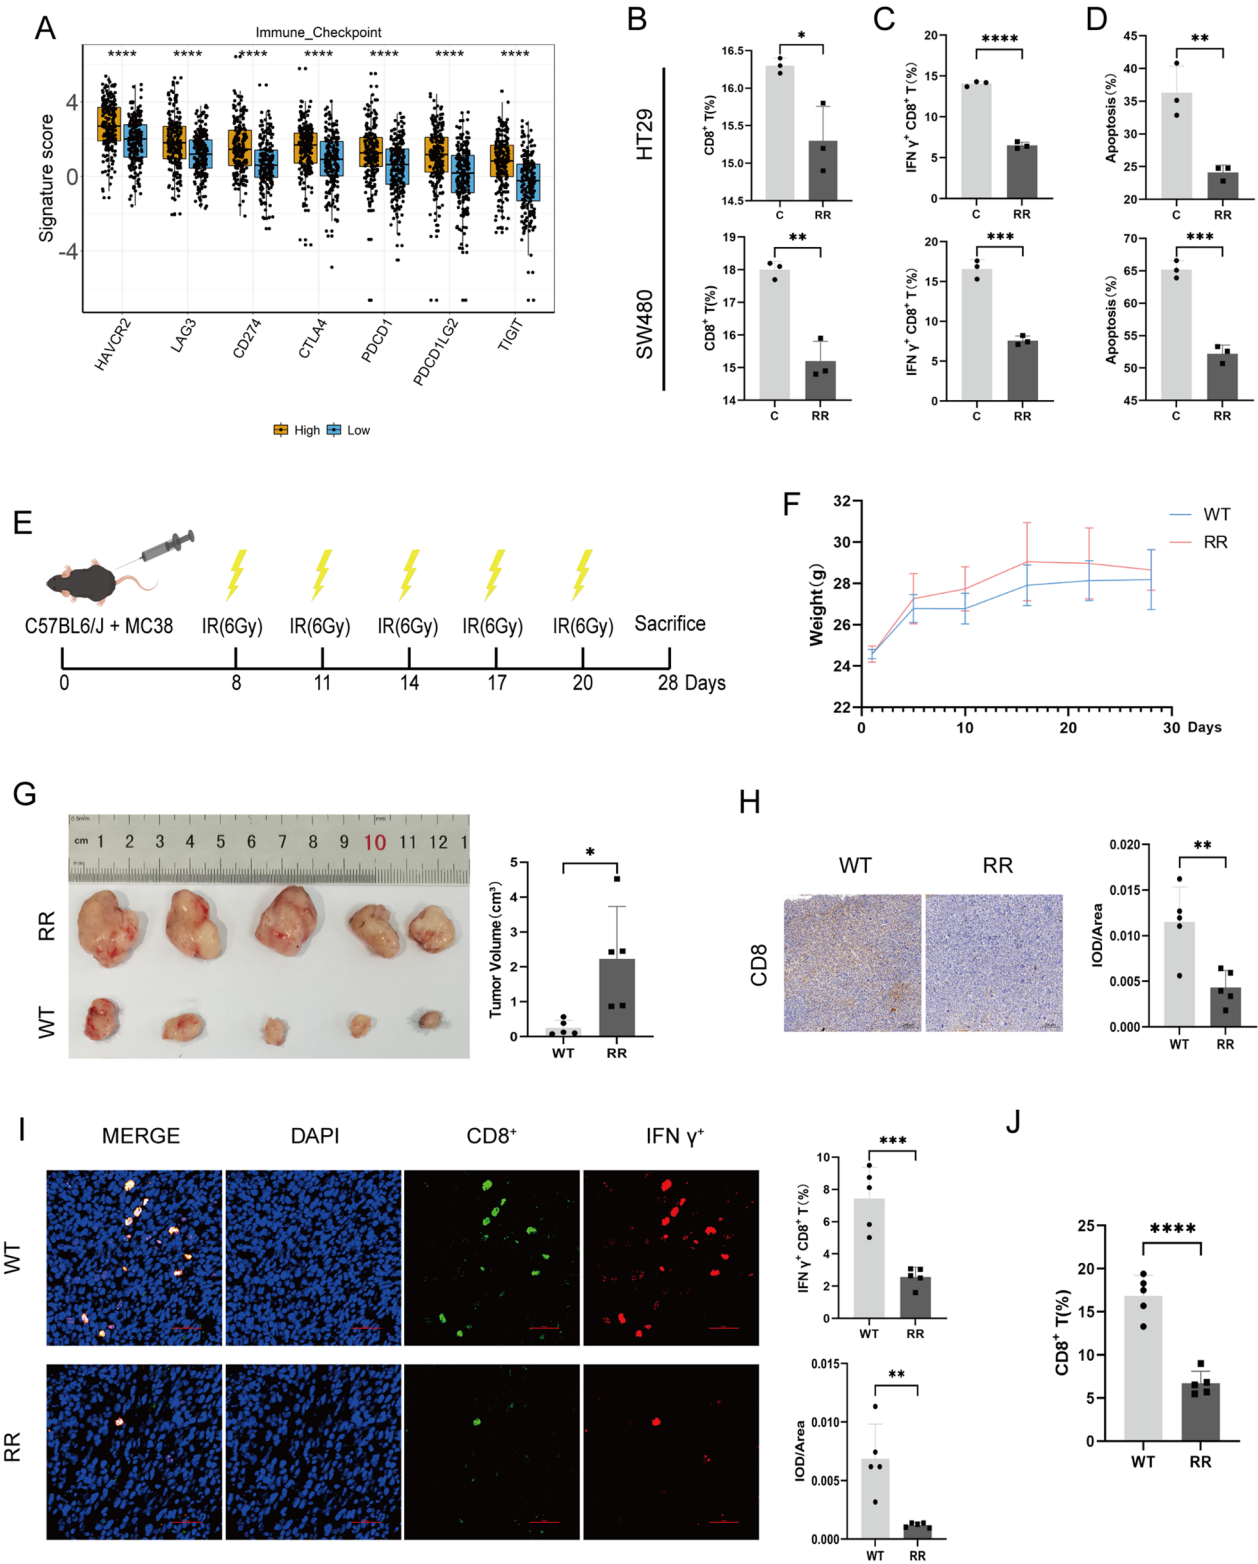 A
Immune_Checkpoint
**** **** **** **** **** **** ****
Signature score
4
0
−4
HAVCR2
LAG3
CD274
CTLA4
PDCD1
PDCD1LG2
TIGIT
High Low
HT29
SW480
B
CD8⁺ T(%)
16.5
16.0
15.5
15.0
14.5
*
C RR
CD8⁺ T(%)
19
18
17
16
15
14
**
C RR
C
IFN γ⁺ CD8⁺ T(%)
20
15
10
5
0
****
C RR
IFN γ⁺ CD8⁺ T(%)
20
15
10
5
0
***
C RR
D
Apoptosis(%)
45
40
35
30
25
20
**
C RR
Apoptosis(%)
70
65
60
55
50
45
***
C RR
E
C57BL6/J + MC38 IR(6Gy) IR(6Gy) IR(6Gy) IR(6Gy) IR(6Gy) Sacrifice
0 8 11 14 17 20 28 Days
F
Weight(g)
32
30
28
26
24
22
0 10 20 30 Days
WT
RR
G
cm 1 2 3 4 5 6 7 8 9 10 11 12 1
RR
WT
Tumor Volume(cm³)
5
4
3
2
1
0
*
WT RR
H
WT RR
CD8
IOD/Area
0.020
0.015
0.010
0.005
0.000
**
WT RR
I
MERGE DAPI CD8⁺ IFN γ⁺
WT
RR
IFN γ⁺ CD8⁺ T(%)
10
8
6
4
2
0
***
WT RR
IOD/Area
0.015
0.010
0.005
0.000
**
WT RR
J
CD8⁺ T(%)
25
20
15
10
5
0
****
WT RR